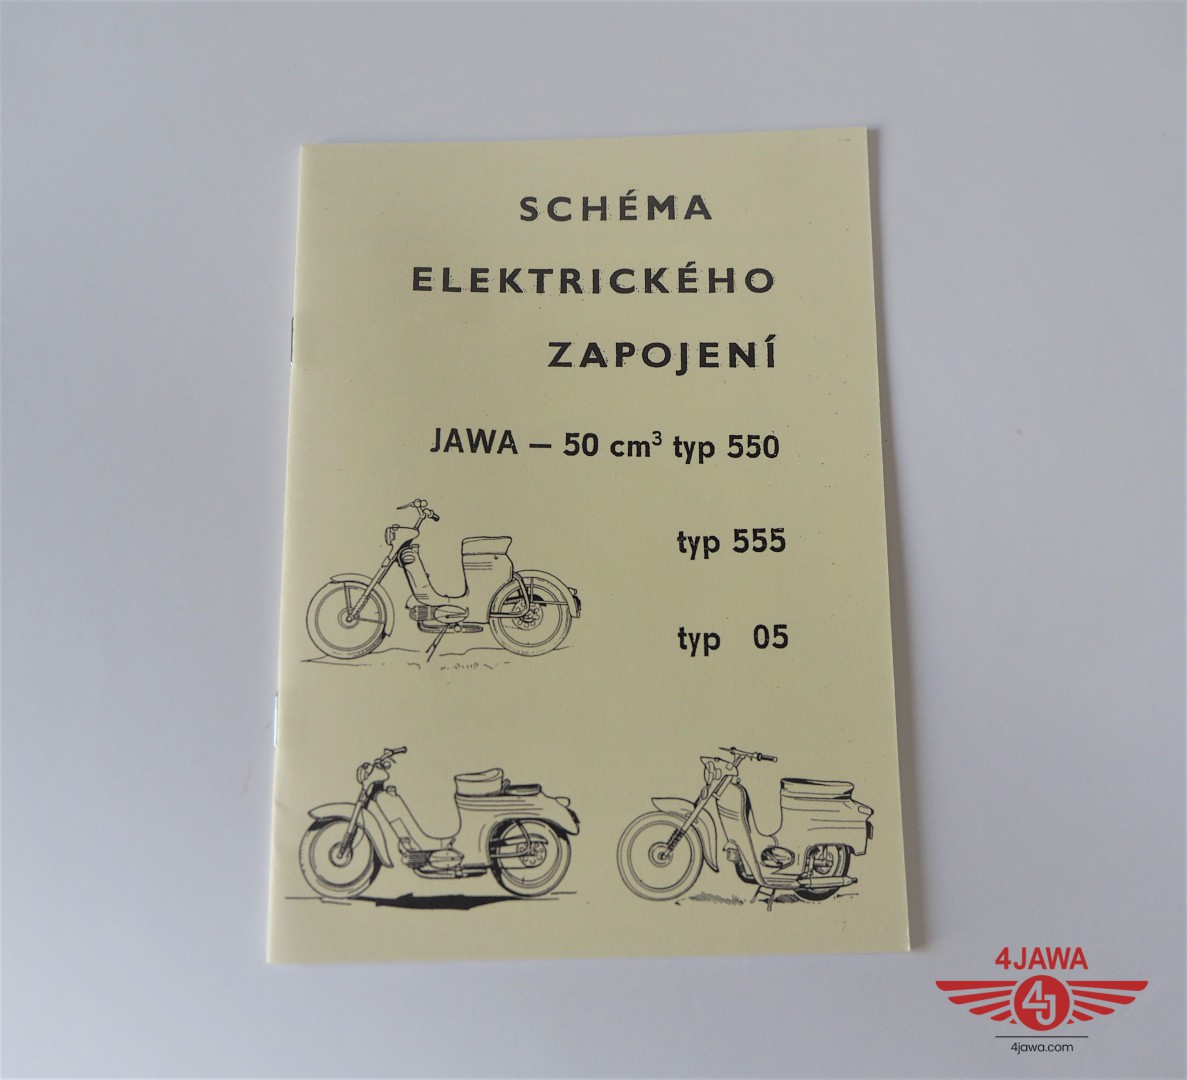 SCHÉMA
ELEKTRICKÉHO
ZAPOJENÍ
JAWA – 50 cm³ typ 550
typ 555
typ 05
4JAWA
4J
4jawa.com